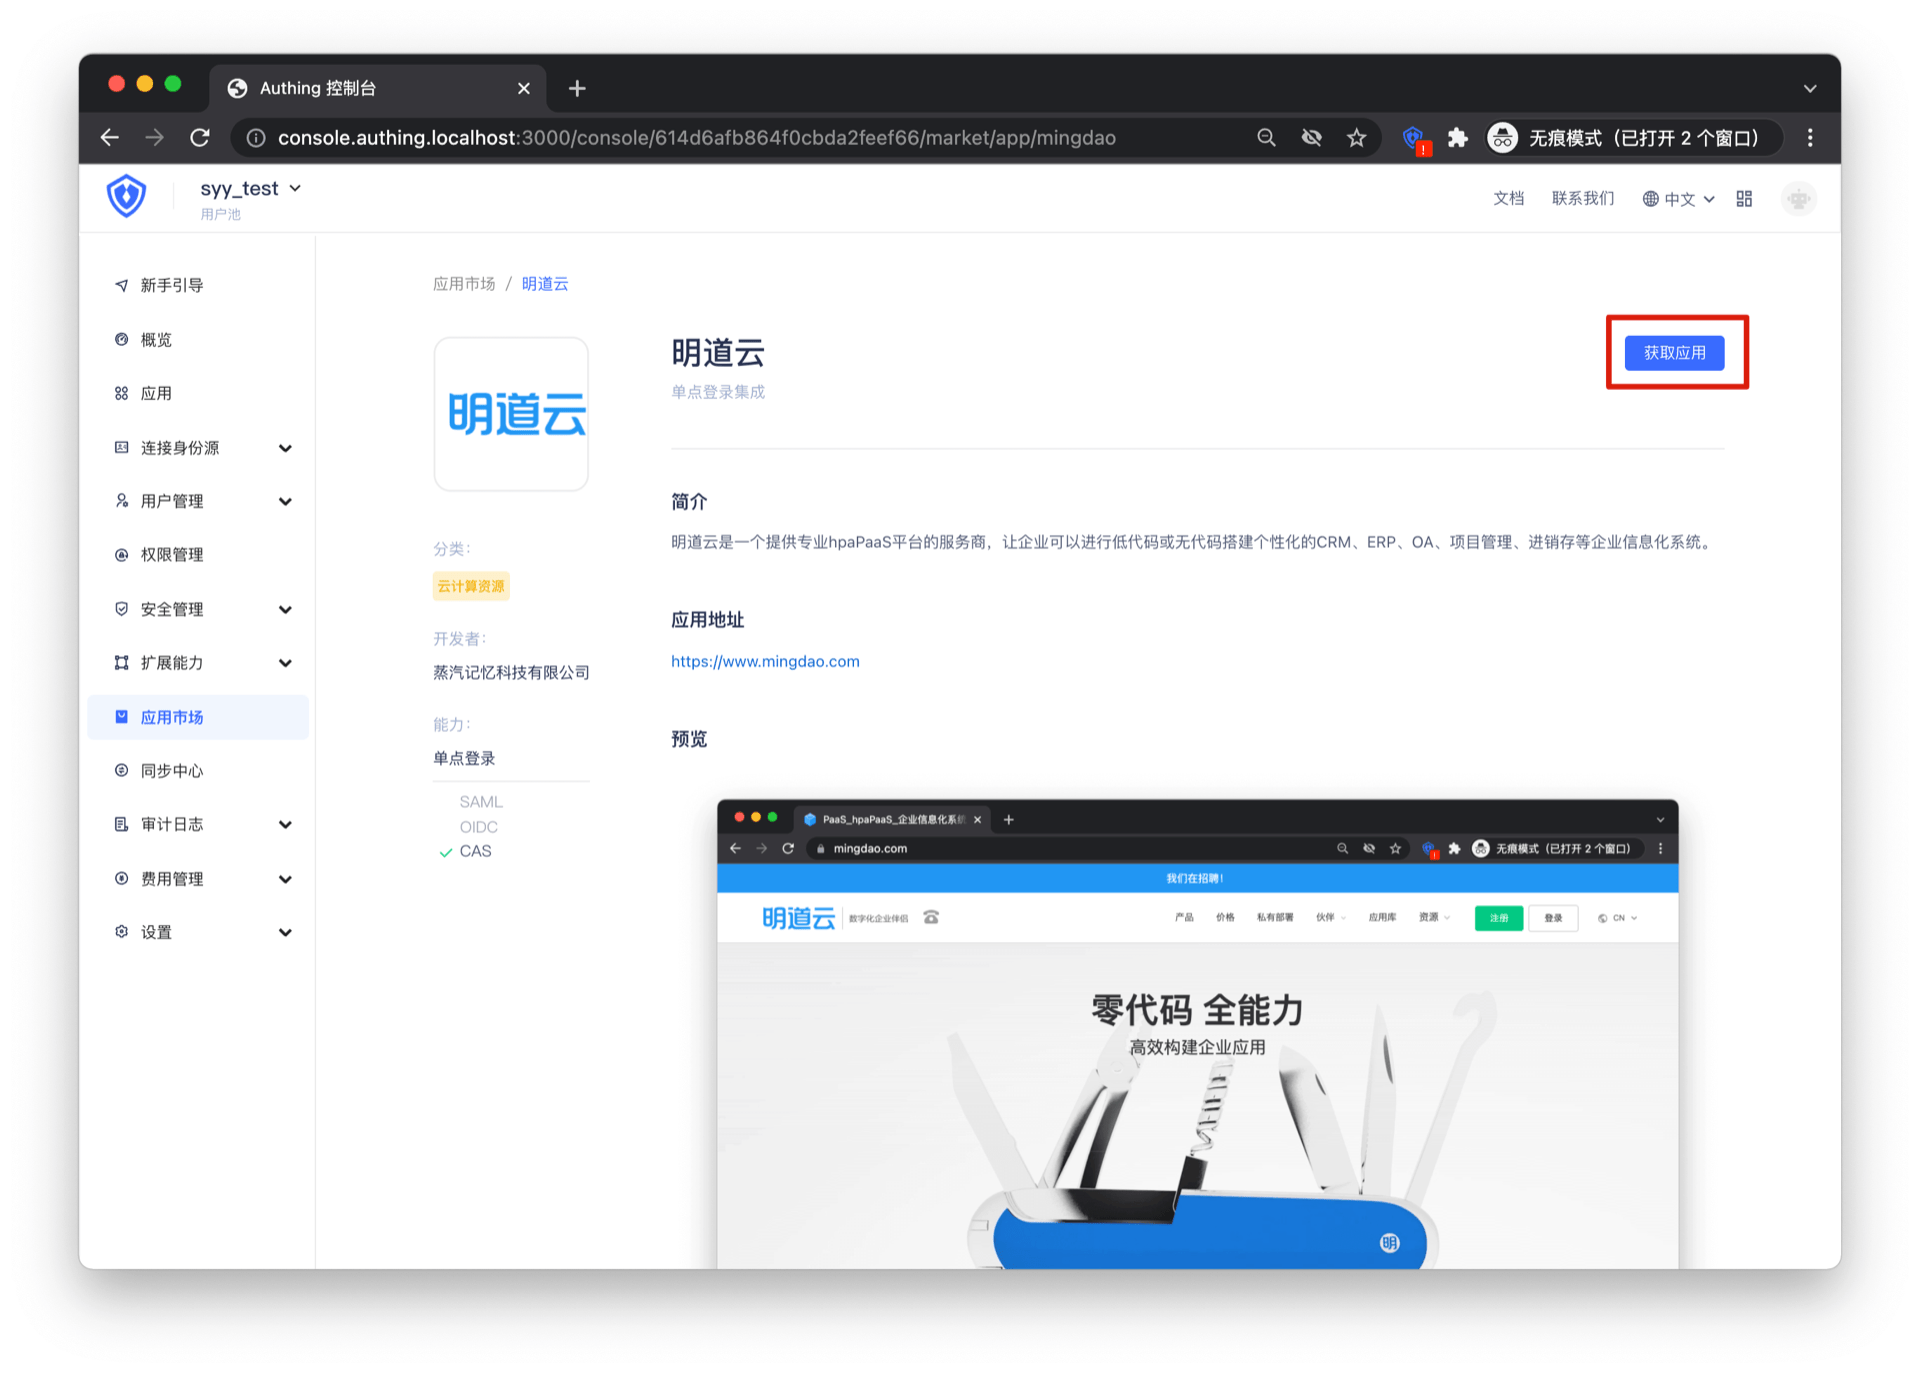 Authing 控制台
console.authing.localhost:3000/console/614d6afb864f0cbda2feef66/market/app/mingdao
无痕模式（已打开 2 个窗口）
syy_test
用户池
文档
联系我们
中文
新手引导
概览
应用
连接身份源
用户管理
权限管理
安全管理
扩展能力
应用市场
同步中心
审计日志
费用管理
设置
应用市场 / 明道云
明道云
分类：
云计算资源
开发者：
蒸汽记忆科技有限公司
能力：
单点登录
SAML
OIDC
CAS
明道云
单点登录集成
获取应用
简介
明道云是一个提供专业hpaPaaS平台的服务商，让企业可以进行低代码或无代码搭建个性化的CRM、ERP、OA、项目管理、进销存等企业信息化系统。
应用地址
https://www.mingdao.com
预览
PaaS_hpaPaaS_企业信息化系统
mingdao.com
无痕模式（已打开 2 个窗口）
我们在招聘！
明道云
数字化企业伴侣
产品
价格
私有部署
伙伴
应用库
资源
注册
登录
CN
零代码 全能力
高效构建企业应用
明